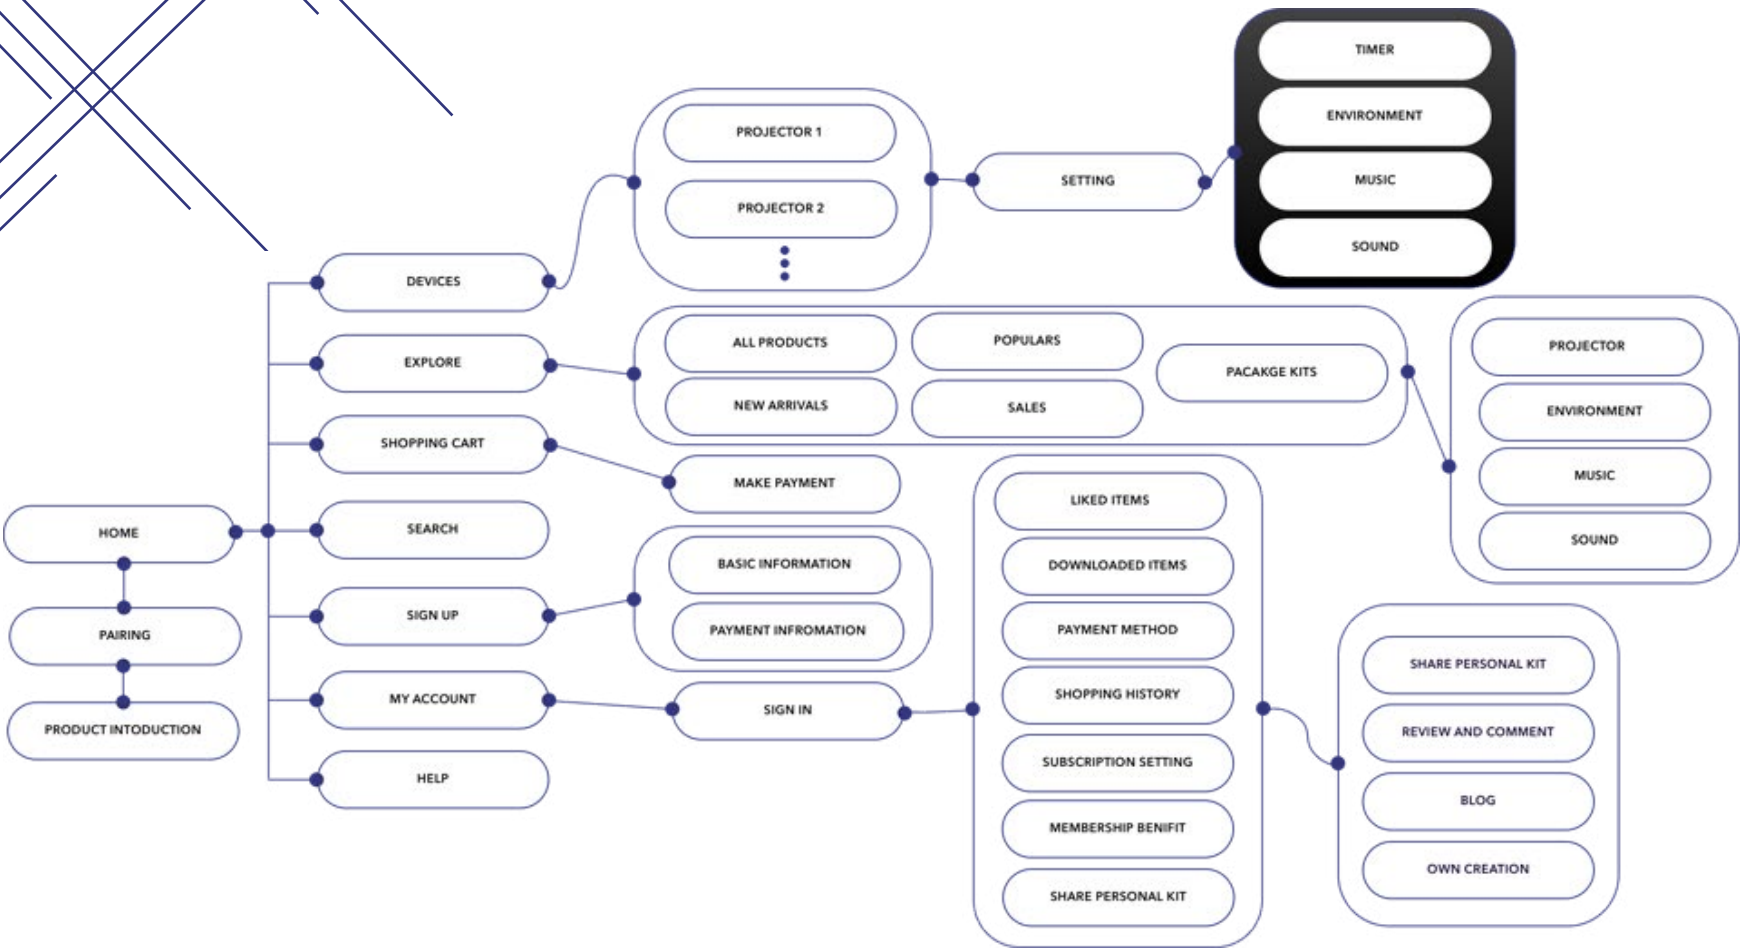 TIMER
ENVIRONMENT
MUSIC
SOUND
PROJECTOR 1
PROJECTOR 2
SETTING
DEVICES
EXPLORE
SHOPPING CART
SEARCH
SIGN UP
MY ACCOUNT
HELP
HOME
PAIRING
PRODUCT INTODUCTION
ALL PRODUCTS
NEW ARRIVALS
POPULARS
SALES
PACAKGE KITS
PROJECTOR
ENVIRONMENT
MUSIC
SOUND
MAKE PAYMENT
BASIC INFORMATION
PAYMENT INFROMATION
SIGN IN
LIKED ITEMS
DOWNLOADED ITEMS
PAYMENT METHOD
SHOPPING HISTORY
SUBSCRIPTION SETTING
MEMBERSHIP BENIFIT
SHARE PERSONAL KIT
SHARE PERSONAL KIT
REVIEW AND COMMENT
BLOG
OWN CREATION